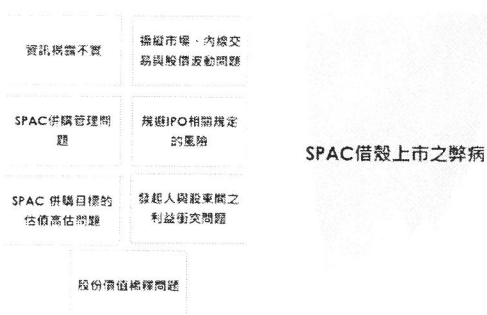 資訊揭露不實
操縱市場、內線交
易與股價波動問題
SPAC併購管理問
題
規避IPO相關規定
的風險
SPAC 併購目標的
估值高估問題
發起人與股東間之
利益衝突問題
股份價值稀釋問題
SPAC借殼上市之弊病